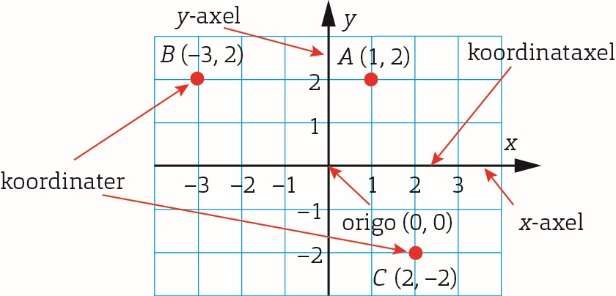 y-axel
y
B (−3, 2)
A (1, 2)
koordinataxel
2
1
x
koordinater
−3 −2 −1 1 2 3
−1
origo (0, 0)
x-axel
−2
C (2, −2)